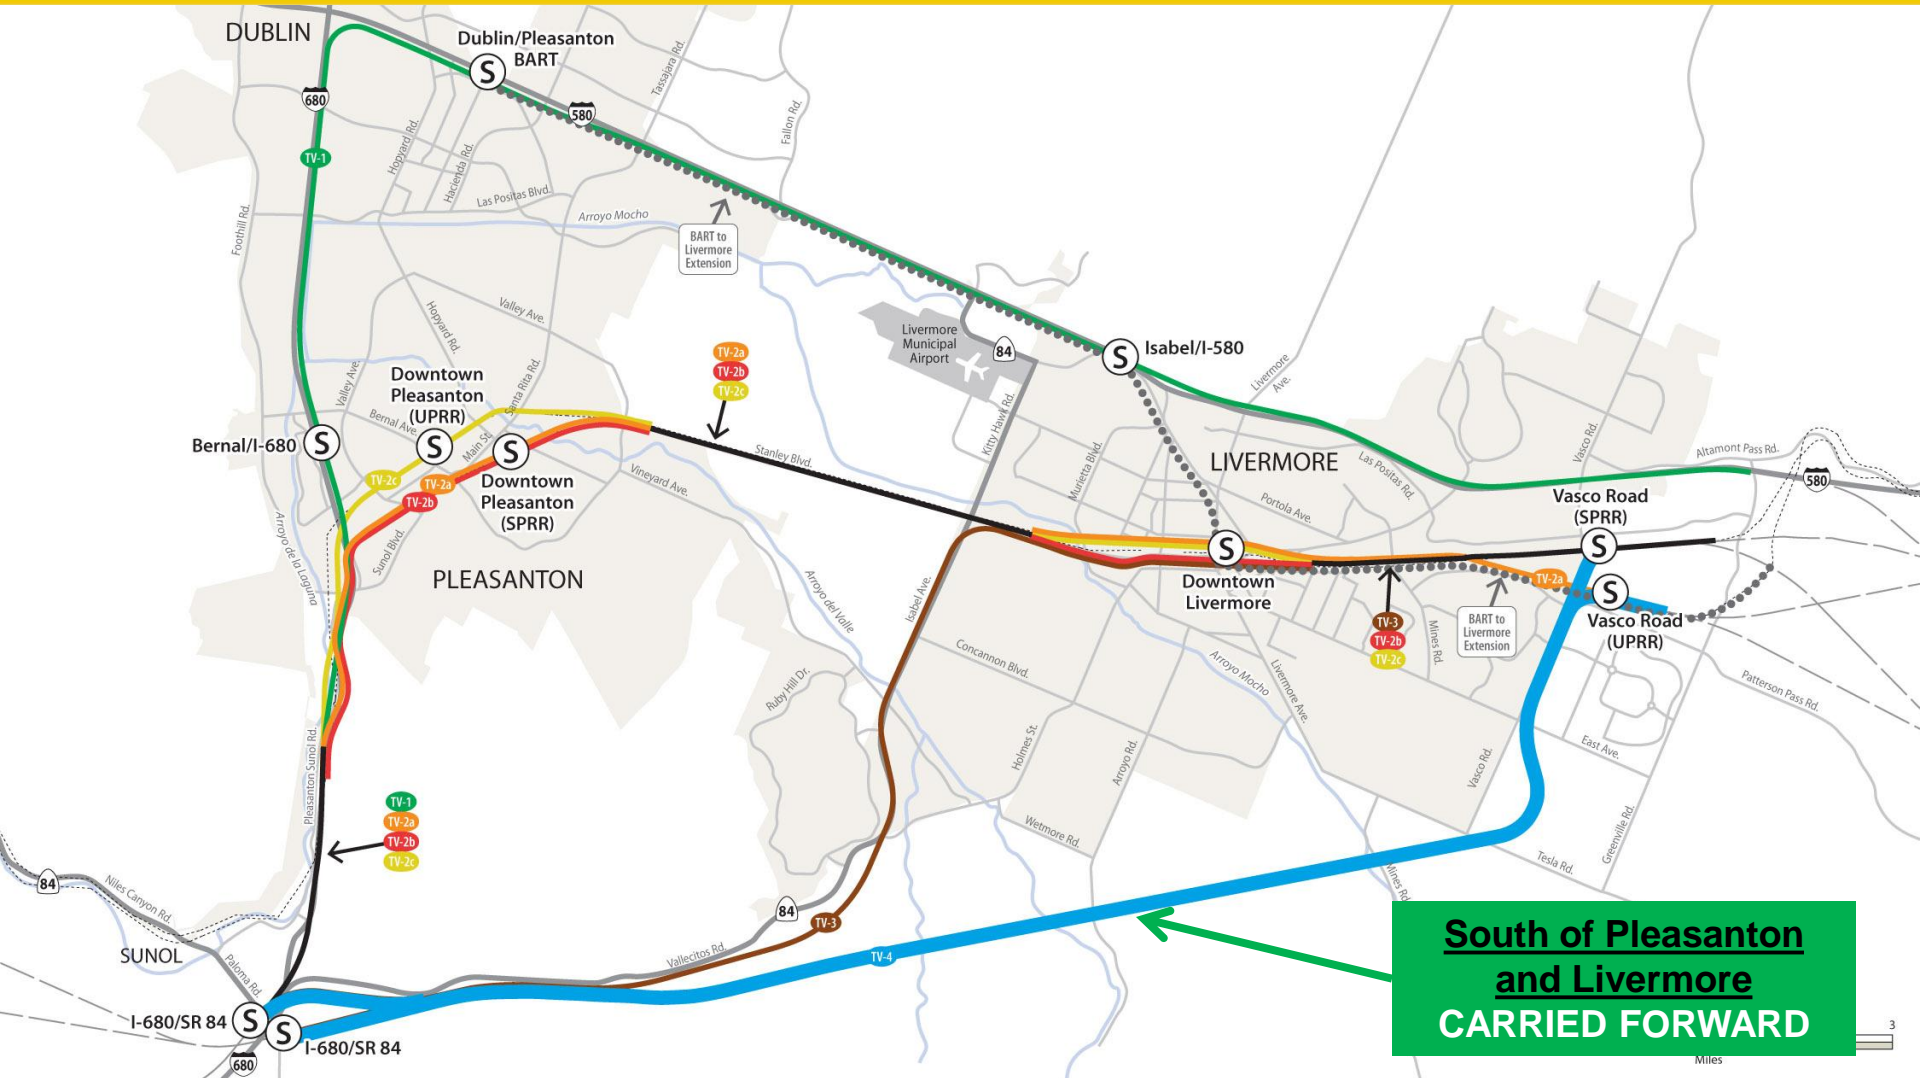 DUBLIN
Dublin/Pleasanton
BART
S
680
580
TV-1
Tassajara Rd.
Fallon Rd.
Hopyard Rd.
Hacienda Rd.
Las Positas Blvd.
Foothill Rd.
Arroyo Mocho
BART to
Livermore
Extension
Valley Ave.
Hopyard Rd.
Santa Rita Rd.
Valley Ave.
Livermore
Municipal
Airport
84
S
Isabel/I-580
Livermore
Ave.
TV-2a
TV-2b
TV-2c
Downtown
Pleasanton
(UPRR)
S
Bernal Ave.
Main St.
Bernal/I-680
S
S
Downtown
Pleasanton
(SPRR)
TV-2c
TV-2a
TV-2b
Stanley Blvd.
Vineyard Ave.
Kitty Hawk Rd.
Murietta Blvd.
LIVERMORE
Portola Ave.
Las Positas Rd.
Vasco Rd.
Altamont Pass Rd.
580
Vasco Road
(SPRR)
S
Arroyo de la Laguna
Sunol Blvd.
PLEASANTON
Arroyo del Valle
Isabel Ave.
S
Downtown
Livermore
TV-2a
S
Vasco Road
(UPRR)
TV-3
TV-2b
TV-2c
Mines Rd.
BART to
Livermore
Extension
Concannon Blvd.
Arroyo Mocho
Livermore Ave.
Ruby Hill Dr.
Patterson Pass Rd.
Holmes St.
Arroyo Rd.
Vasco Rd.
East Ave.
Pleasanton Sunol Rd.
TV-1
TV-2a
TV-2b
TV-2c
Wetmore Rd.
Mines Rd.
Tesla Rd.
Greenville Rd.
84
Niles Canyon Rd.
84
TV-3
SUNOL
Paloma Rd.
Vallecitos Rd.
TV-4
South of Pleasanton
and Livermore
CARRIED FORWARD
I-680/SR 84
S
S
I-680/SR 84
680
3
Miles